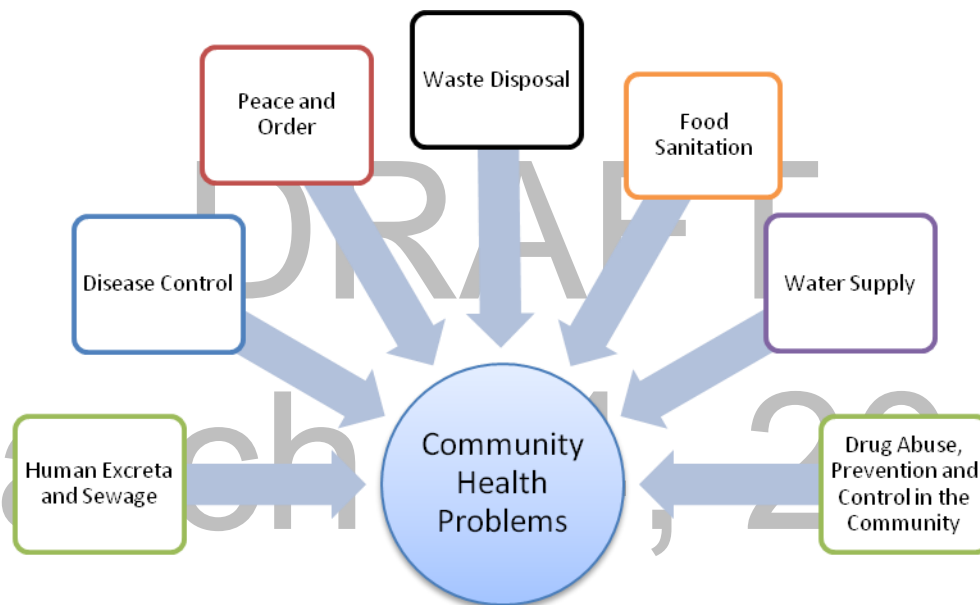 Waste Disposal
Peace and
Order
Food
Sanitation
Disease Control
Water Supply
Human Excreta
and Sewage
Community
Health
Problems
Drug Abuse,
Prevention and
Control in the
Community
DRAFT